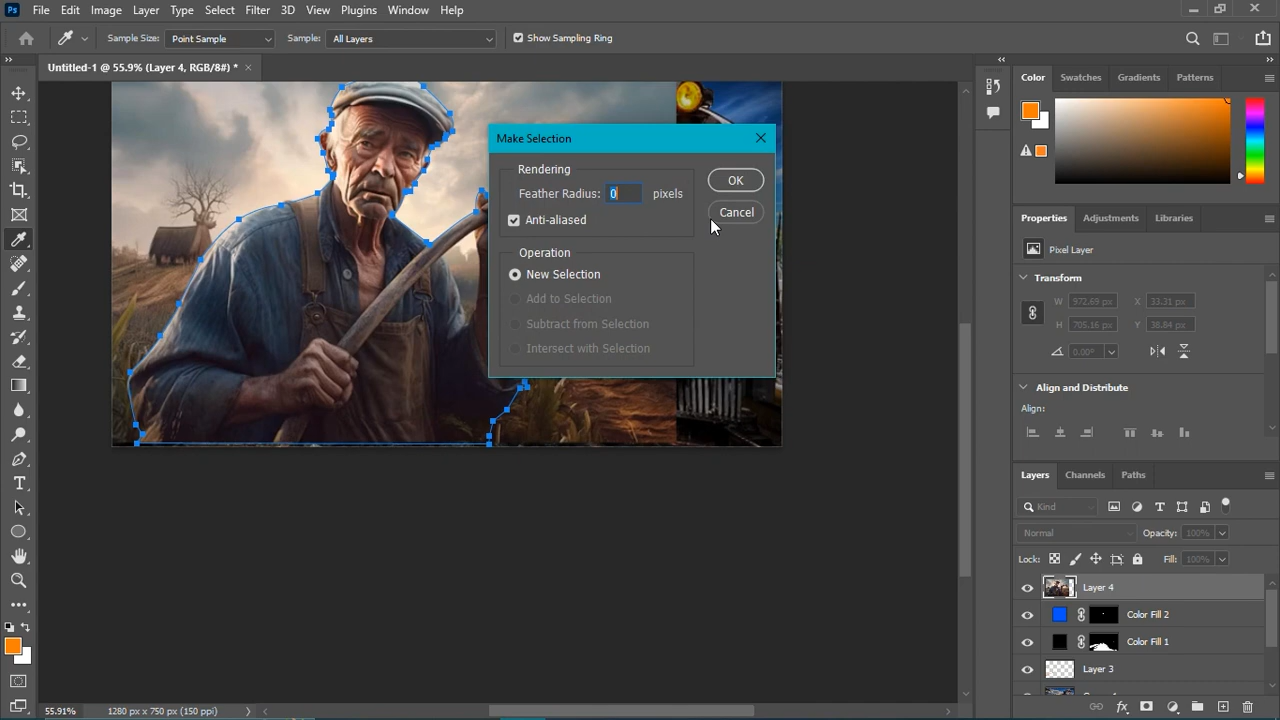 Ps File Edit Image Layer Type Select Filter 3D View Plugins Window Help
Sample Size: Point Sample Sample: All Layers Show Sampling Ring
Untitled-1 @ 55.9% (Layer 4, RGB/8#) *
Make Selection
Rendering
Feather Radius: 0 pixels
Anti-aliased
OK
Cancel
Operation
New Selection
Add to Selection
Subtract from Selection
Intersect with Selection
Color Swatches Gradients Patterns
Properties Adjustments Libraries
Pixel Layer
Transform
W 972.69 px X 33.31 px
H 705.16 px Y 38.84 px
0.00°
Align and Distribute
Align:
Layers Channels Paths
Kind
Normal Opacity: 100%
Lock: Fill: 100%
Layer 4
Color Fill 2
Color Fill 1
Layer 3
55.91% 1280 px x 750 px (150 ppi)